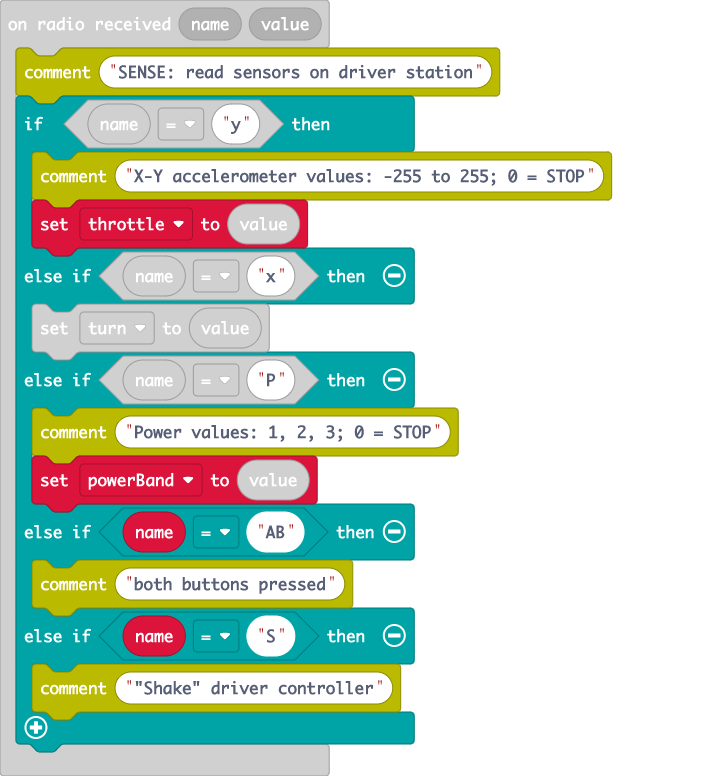 on radio received name value
comment "SENSE: read sensors on driver station"
if name = "y" then
comment "X-Y accelerometer values: -255 to 255; 0 = STOP"
set throttle to value
else if name = "x" then
set turn to value
else if name = "P" then
comment "Power values: 1, 2, 3; 0 = STOP"
set powerBand to value
else if name = "AB" then
comment "both buttons pressed"
else if name = "S" then
comment ""Shake" driver controller"